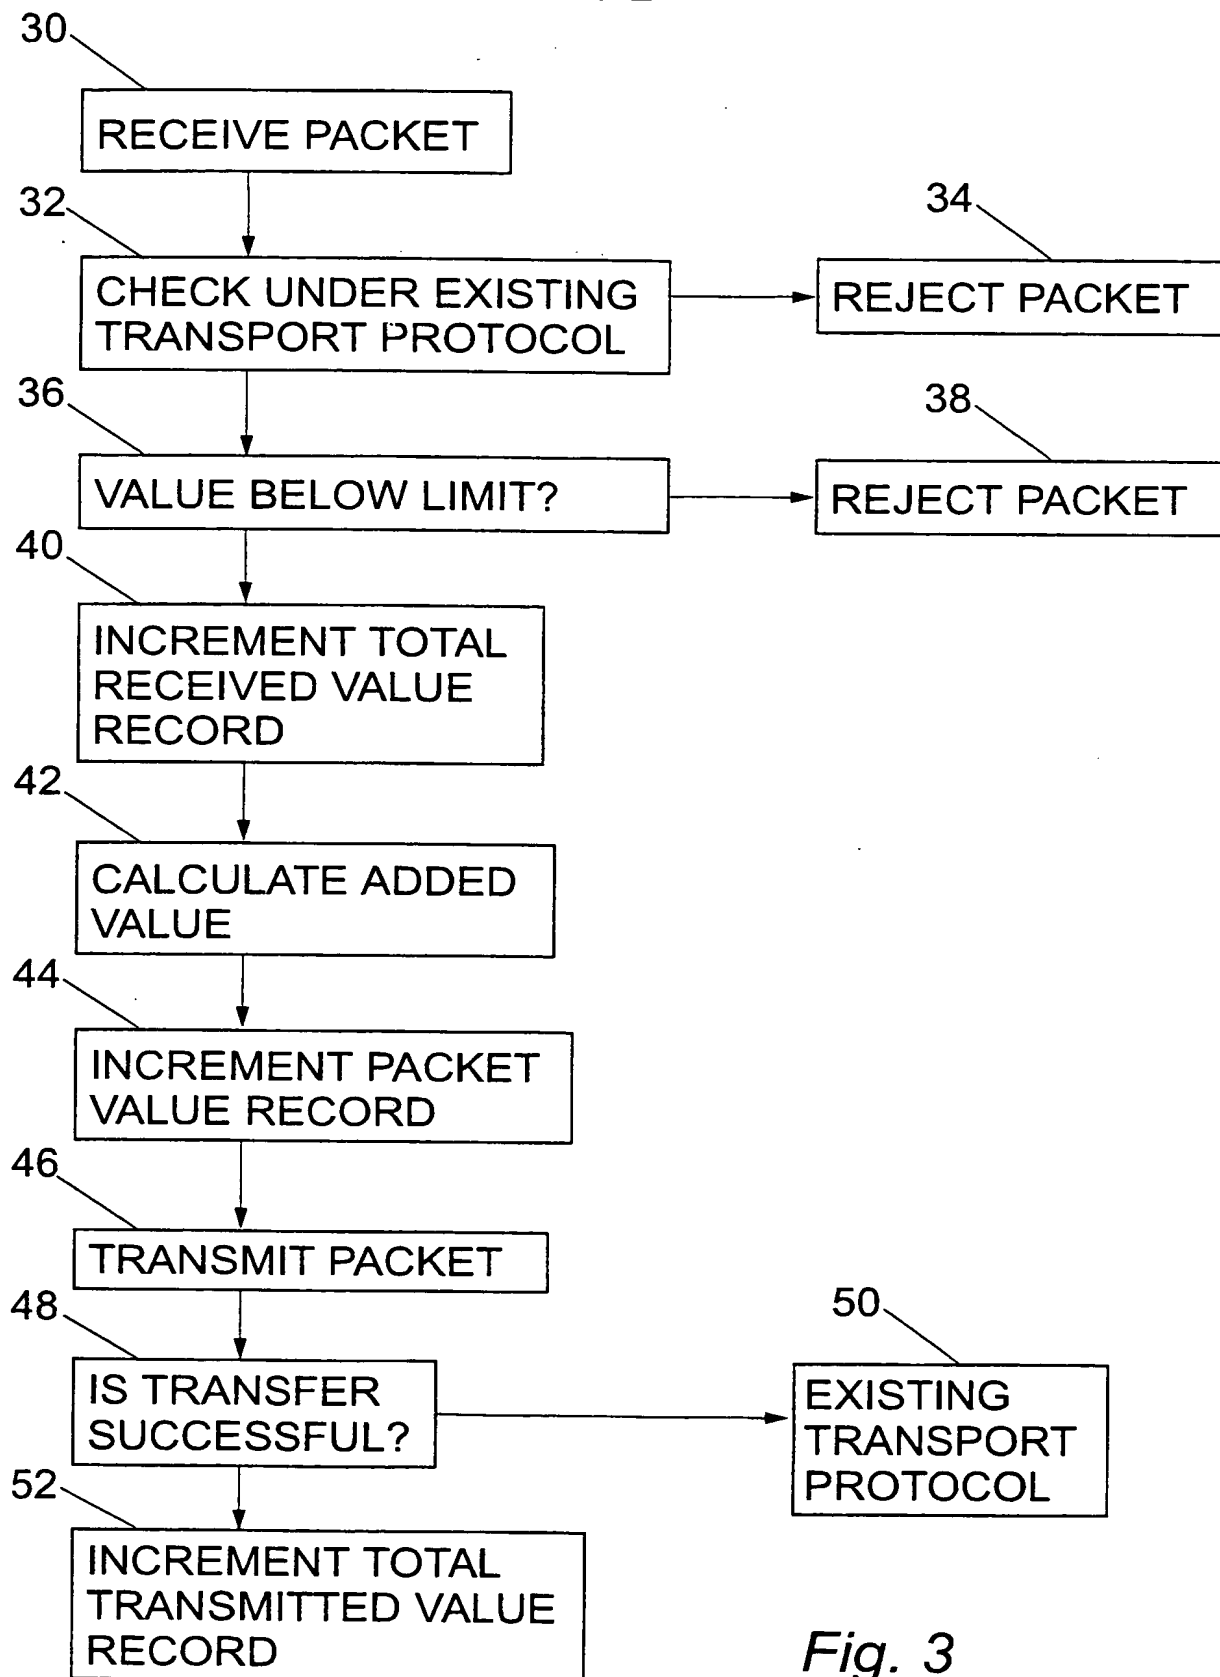 30
RECEIVE PACKET
32
34
CHECK UNDER EXISTING
TRANSPORT PROTOCOL
REJECT PACKET
36
38
VALUE BELOW LIMIT?
REJECT PACKET
40
INCREMENT TOTAL
RECEIVED VALUE
RECORD
42
CALCULATE ADDED
VALUE
44
INCREMENT PACKET
VALUE RECORD
46
TRANSMIT PACKET
48
50
IS TRANSFER
SUCCESSFUL?
EXISTING
TRANSPORT
PROTOCOL
52
INCREMENT TOTAL
TRANSMITTED VALUE
RECORD
Fig. 3